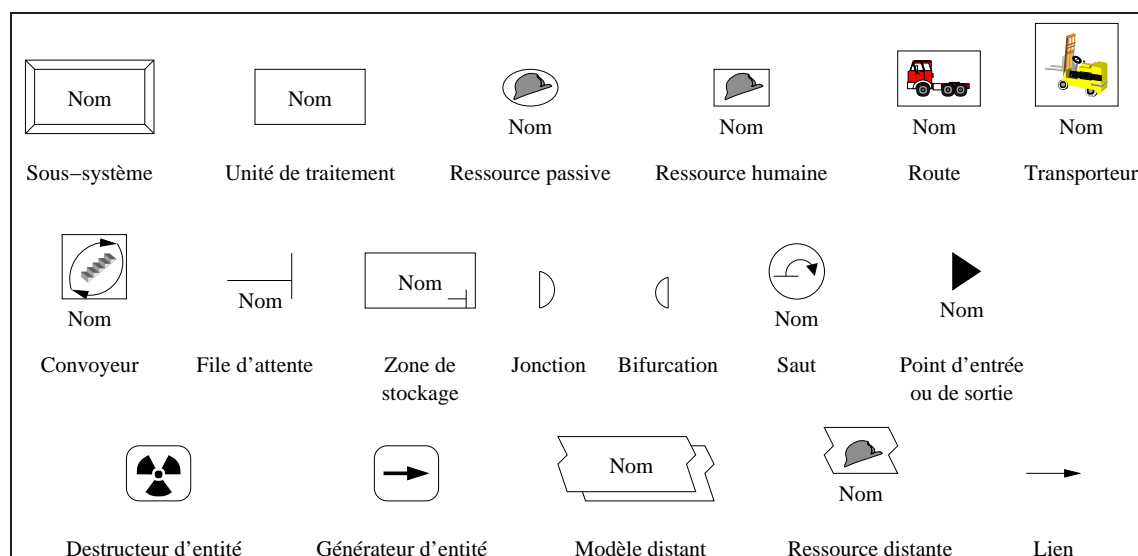 Nom
Nom
Nom
Nom
Nom
Nom
Sous−système
Unité de traitement
Ressource passive
Ressource humaine
Route
Transporteur
Nom
Nom
Nom
Nom
Nom
Convoyeur
File d'attente
Zone de
stockage
Jonction
Bifurcation
Saut
Point d'entrée
ou de sortie
Nom
Nom
Destructeur d'entité
Générateur d'entité
Modèle distant
Ressource distante
Lien